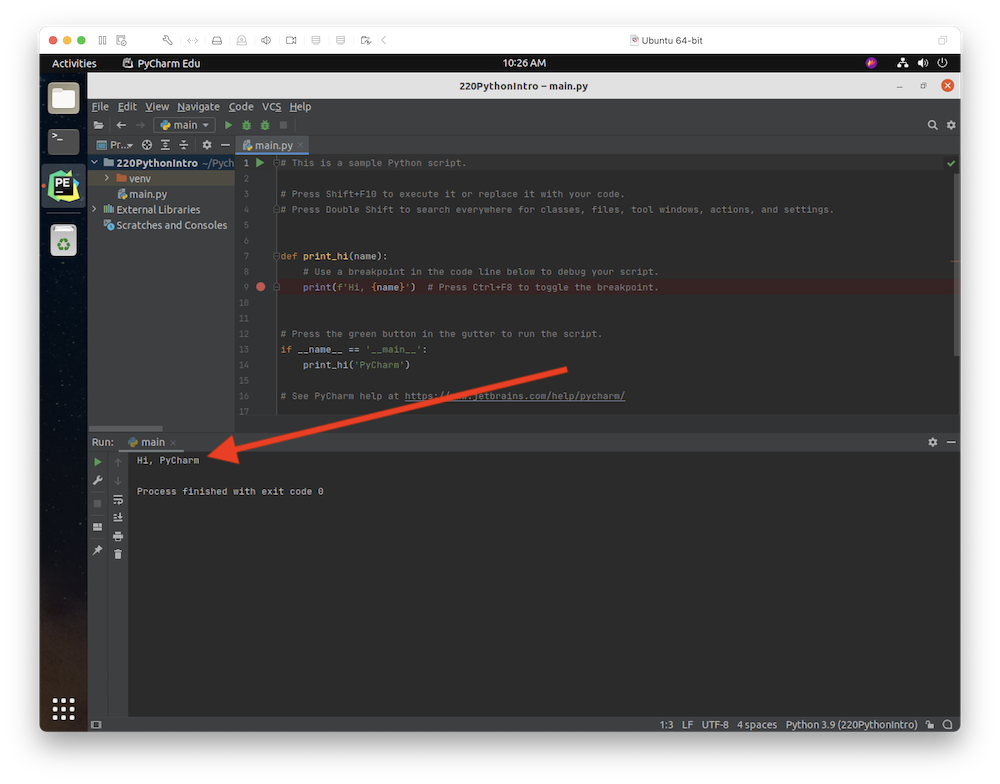 Ubuntu 64-bit
Activities
PyCharm Edu
10:26 AM
220PythonIntro – main.py
File Edit View Navigate Code VCS Help
main
Pr...
main.py
220PythonIntro ~/Pych
venv
main.py
External Libraries
Scratches and Consoles
PE
>_
1 # This is a sample Python script.
2
3 # Press Shift+F10 to execute it or replace it with your code.
4 # Press Double Shift to search everywhere for classes, files, tool windows, actions, and settings.
5
6
7 def print_hi(name):
8 # Use a breakpoint in the code line below to debug your script.
9 print(f'Hi, {name}') # Press Ctrl+F8 to toggle the breakpoint.
10
11
12 # Press the green button in the gutter to run the script.
13 if __name__ == '__main__':
14 print_hi('PyCharm')
15
16 # See PyCharm help at https://www.jetbrains.com/help/pycharm/
17
Run: main
Hi, PyCharm
Process finished with exit code 0
1:3 LF UTF-8 4 spaces Python 3.9 (220PythonIntro)